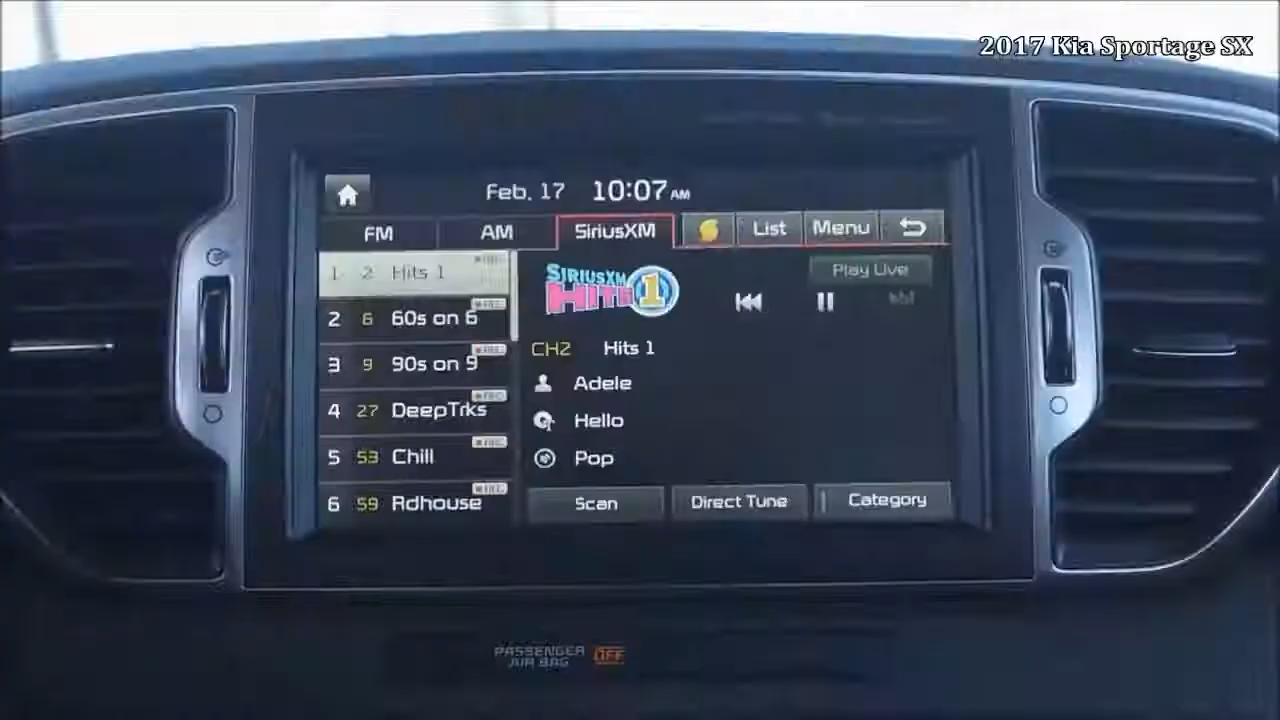 2017 Kia Sportage SX
Feb. 17 10:07 AM
FM AM SiriusXM List Menu
1 2 Hits 1
2 6 60s on 6
3 9 90s on 9
4 27 DeepTrks
5 53 Chill
6 59 Rdhouse
SIRIUSXM
HITS 1
Play Live
CH2 Hits 1
Adele
Hello
Pop
Scan Direct Tune Category
PASSENGER
AIR BAG OFF